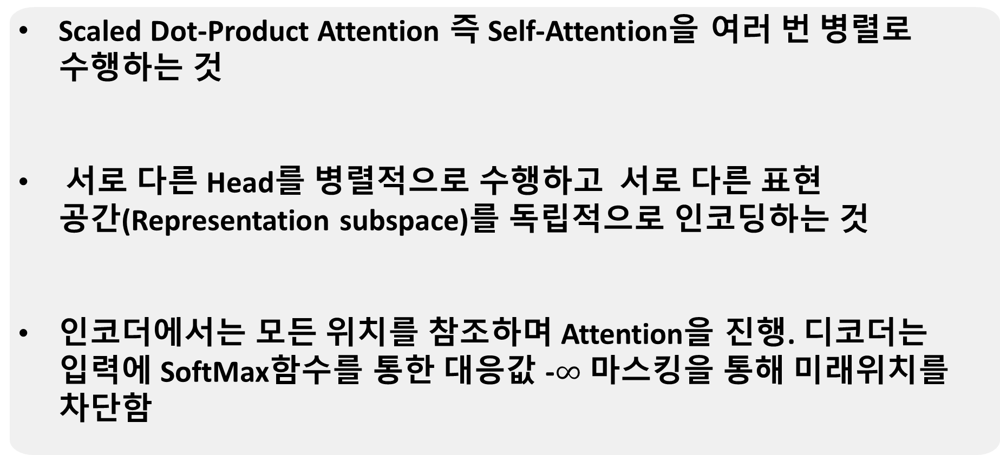 • Scaled Dot-Product Attention 즉 Self-Attention을 여러 번 병렬로
수행하는 것
• 서로 다른 Head를 병렬적으로 수행하고 서로 다른 표현
공간(Representation subspace)를 독립적으로 인코딩하는 것
• 인코더에서는 모든 위치를 참조하며 Attention을 진행. 디코더는
입력에 SoftMax함수를 통한 대응값 -∞ 마스킹을 통해 미래위치를
차단함